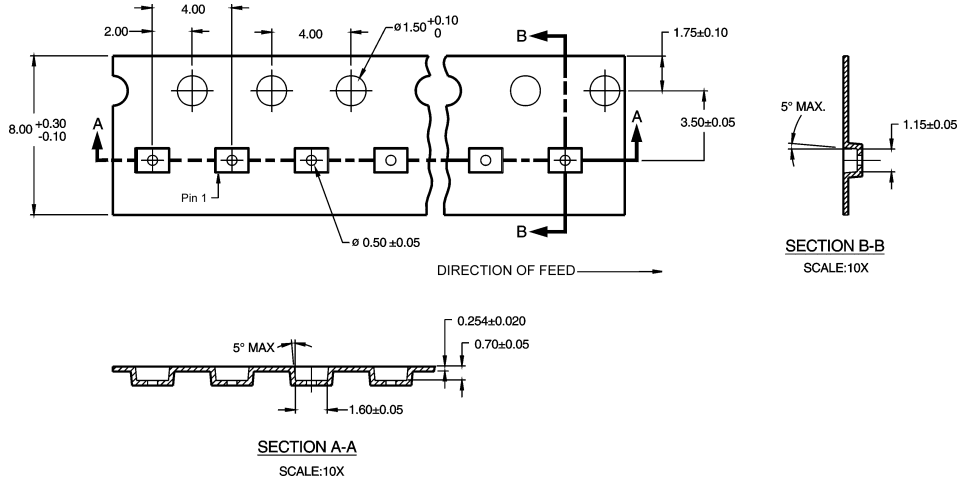 4.00
2.00
4.00
ø1.50 +0.10
0
B
1.75±0.10
8.00 +0.30
-0.10
A
A
3.50±0.05
5° MAX.
1.15±0.05
Pin 1
B
ø 0.50 ±0.05
SECTION B-B
SCALE:10X
DIRECTION OF FEED
0.254±0.020
5° MAX
0.70±0.05
1.60±0.05
SECTION A-A
SCALE:10X